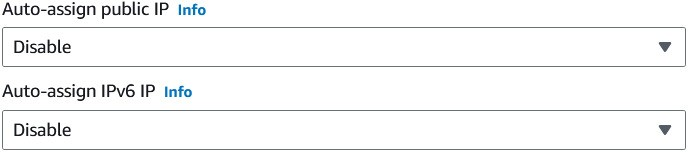 Auto-assign public IP Info
Disable
Auto-assign IPv6 IP Info
Disable